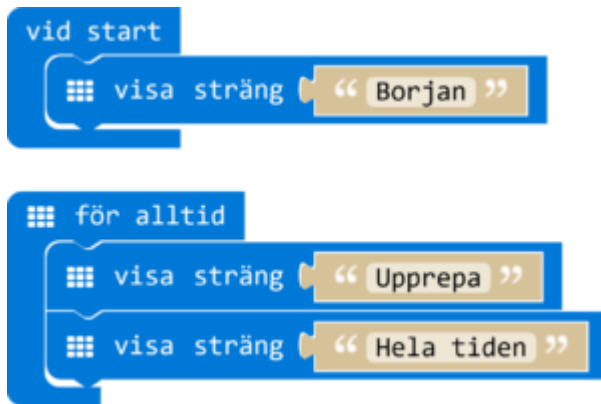 vid start
visa sträng “ Borjan ”
för alltid
visa sträng “ Upprepa ”
visa sträng “ Hela tiden ”